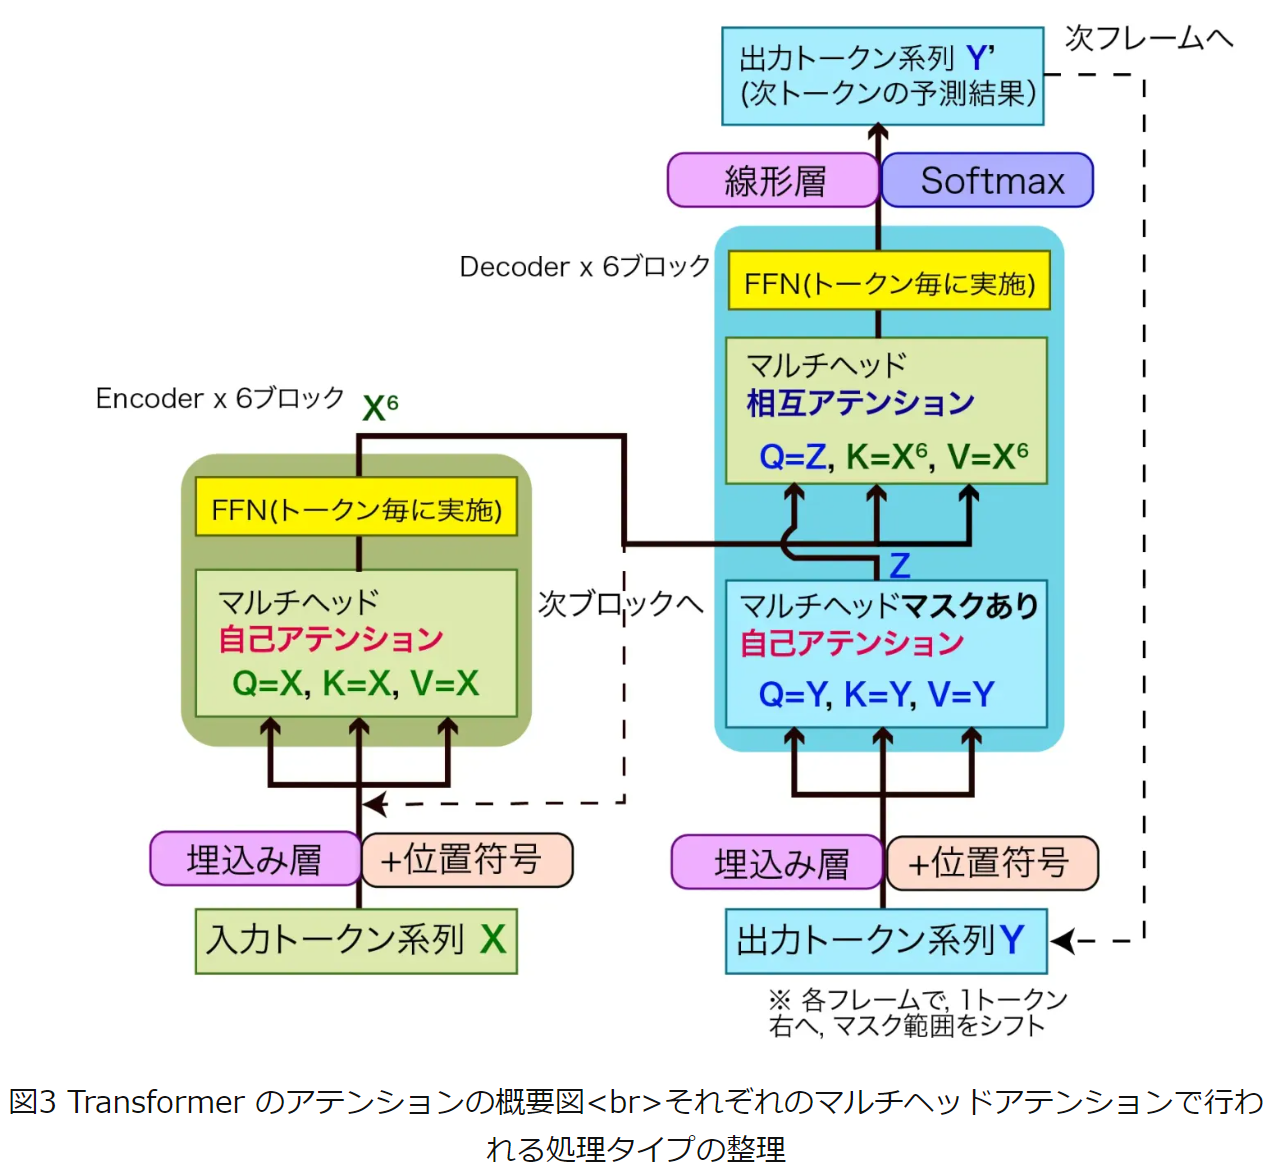 次フレームへ
出力トークン系列 Y’
(次トークンの予測結果)
線形層
Softmax
Decoder x 6ブロック
FFN(トークン毎に実施)
マルチヘッド
相互アテンション
Q=Z, K=X⁶, V=X⁶
Encoder x 6ブロック
X⁶
FFN(トークン毎に実施)
マルチヘッド
自己アテンション
Q=X, K=X, V=X
次ブロックへ
Z
マルチヘッドマスクあり
自己アテンション
Q=Y, K=Y, V=Y
埋込み層
+位置符号
埋込み層
+位置符号
入力トークン系列 X
出力トークン系列Y
※ 各フレームで, 1トークン
右へ, マスク範囲をシフト
図3 Transformer のアテンションの概要図<br>それぞれのマルチヘッドアテンションで行わ
れる処理タイプの整理